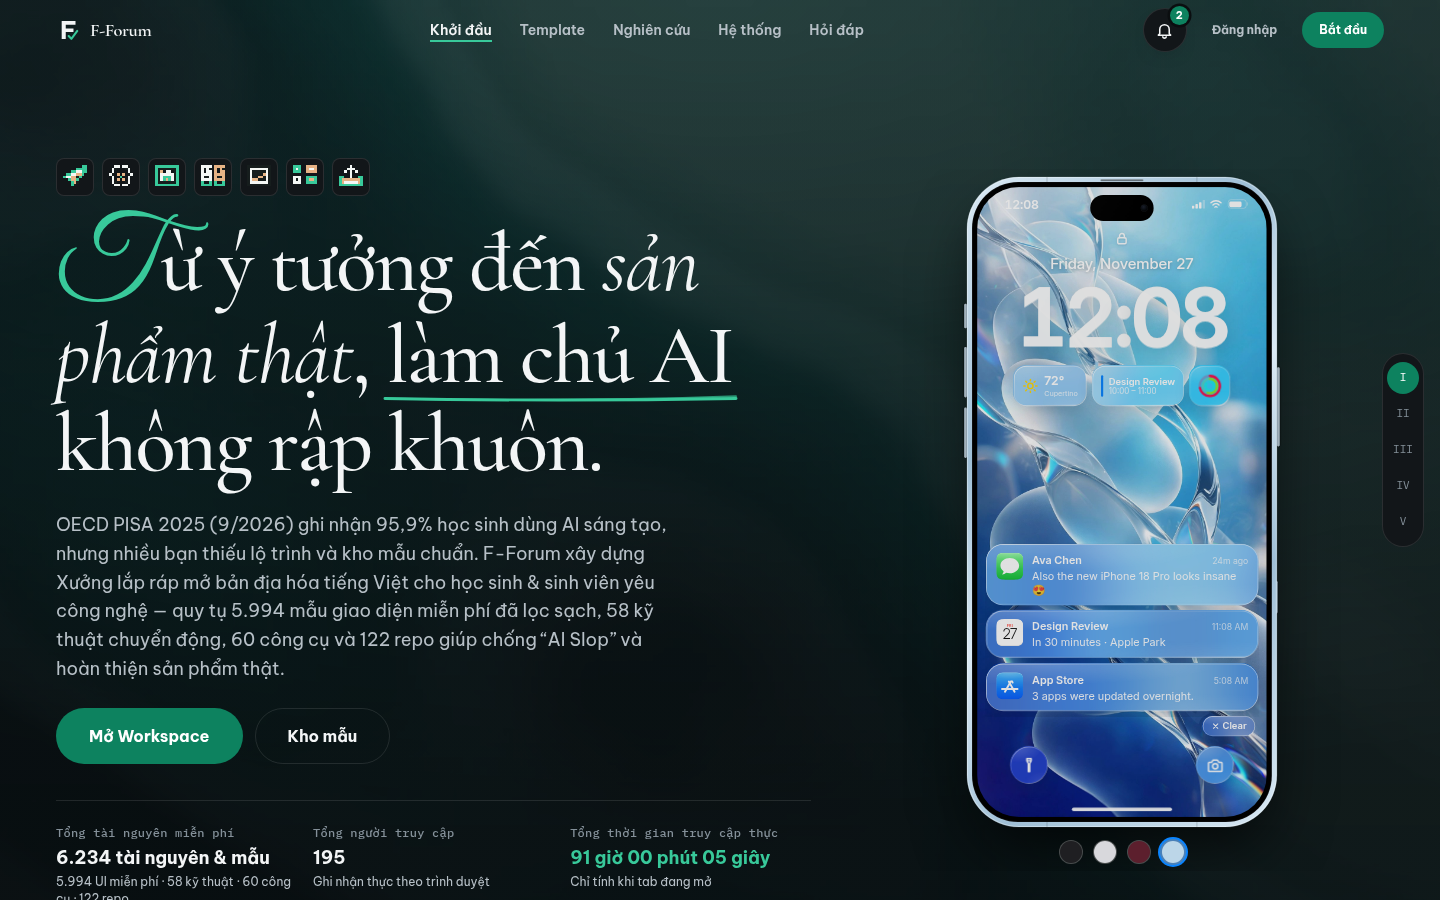 F-Forum
Khởi đầu
Template
Nghiên cứu
Hệ thống
Hỏi đáp
2
Đăng nhập
Bắt đầu
Từ ý tưởng đến sản
phẩm thật, làm chủ AI
không rập khuôn.
OECD PISA 2025 (9/2026) ghi nhận 95,9% học sinh dùng AI sáng tạo,
nhưng nhiều bạn thiếu lộ trình và kho mẫu chuẩn. F-Forum xây dựng
Xưởng lắp ráp mở bản địa hóa tiếng Việt cho học sinh & sinh viên yêu
công nghệ — quy tụ 5.994 mẫu giao diện miễn phí đã lọc sạch, 58 kỹ
thuật chuyển động, 60 công cụ và 122 repo giúp chống “AI Slop” và
hoàn thiện sản phẩm thật.
Mở Workspace
Kho mẫu
Tổng tài nguyên miễn phí
6.234 tài nguyên & mẫu
5.994 UI miễn phí · 58 kỹ thuật · 60 công
cụ · 122 repo
Tổng người truy cập
195
Ghi nhận thực theo trình duyệt
Tổng thời gian truy cập thực
91 giờ 00 phút 05 giây
Chỉ tính khi tab đang mở
12:08
Friday, November 27
12:08
72°
Cupertino
Design Review
10:00 – 11:00
Ava Chen
24m ago
Also the new iPhone 18 Pro looks insane
😍
FRI
27
Design Review
11:08 AM
In 30 minutes · Apple Park
App Store
5:08 AM
3 apps were updated overnight.
× Clear
I
II
III
IV
V